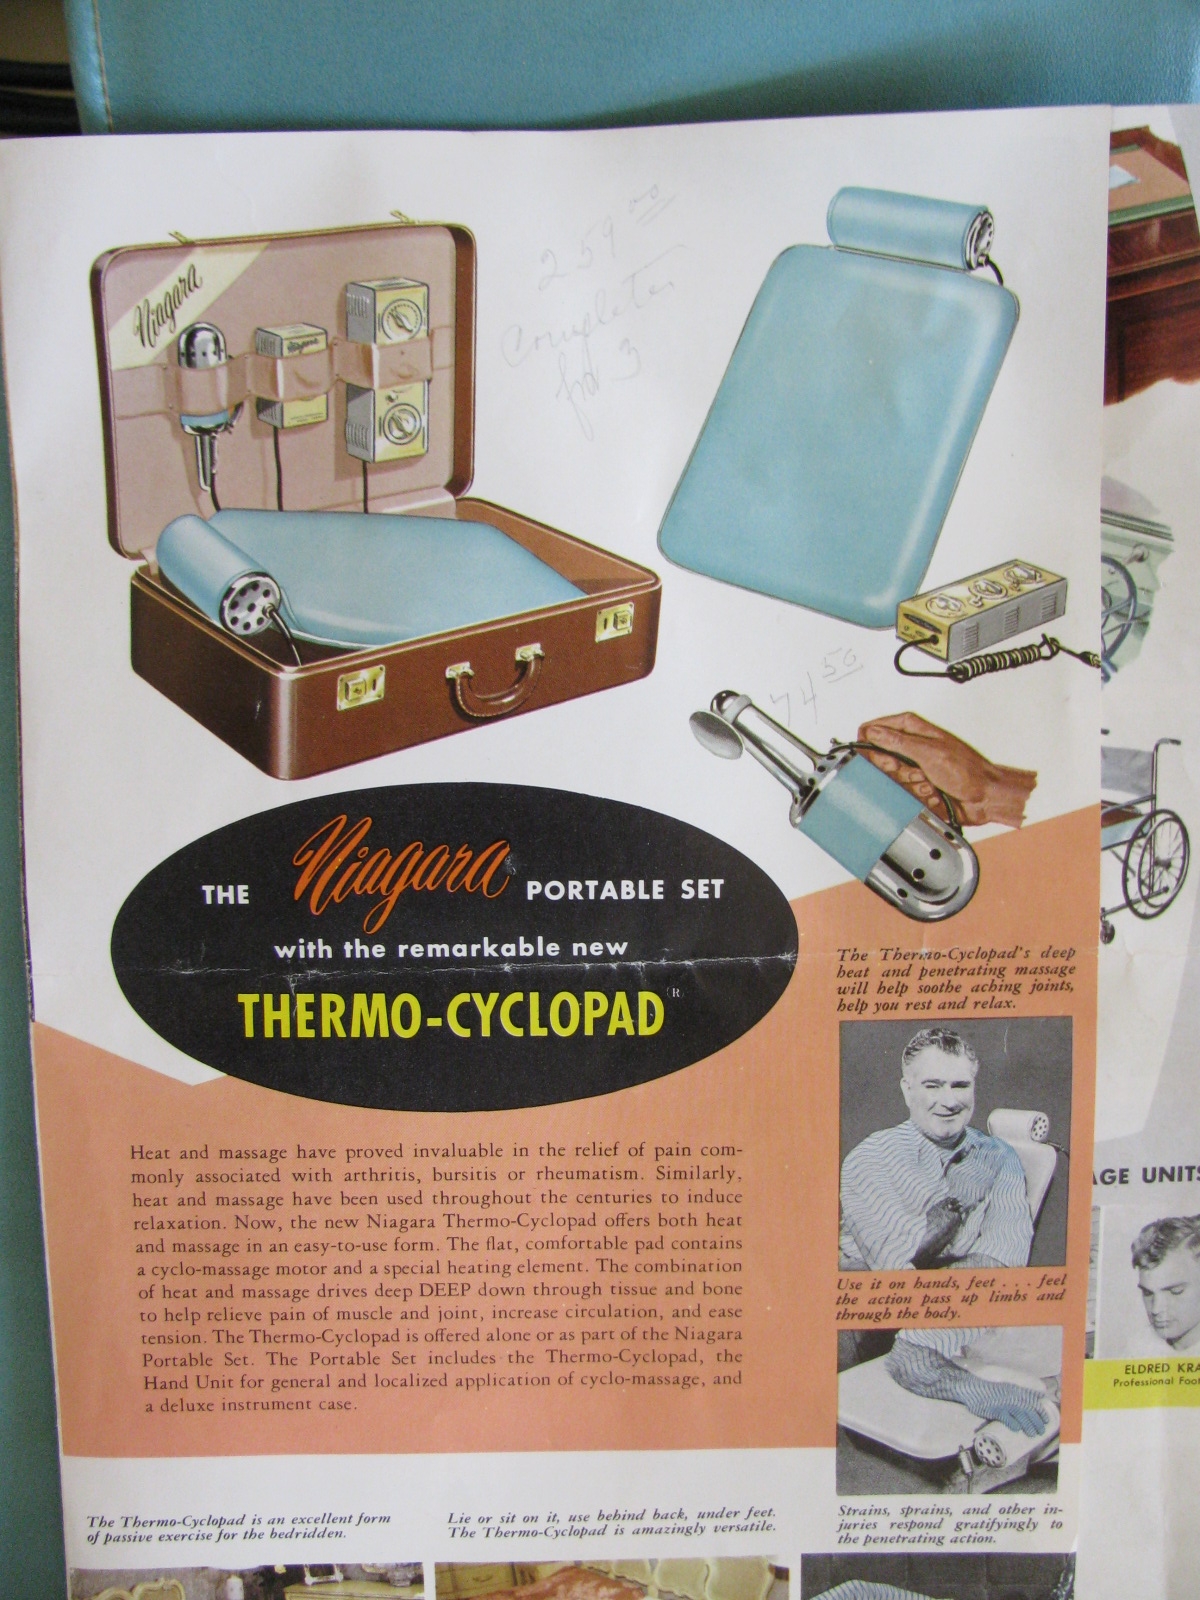 Niagara
259 00
Complete
for 3
74 50
THE Niagara PORTABLE SET
with the remarkable new
THERMO-CYCLOPAD®
Heat and massage have proved invaluable in the relief of pain com-
monly associated with arthritis, bursitis or rheumatism. Similarly,
heat and massage have been used throughout the centuries to induce
relaxation. Now, the new Niagara Thermo-Cyclopad offers both heat
and massage in an easy-to-use form. The flat, comfortable pad contains
a cyclo-massage motor and a special heating element. The combination
of heat and massage drives deep DEEP down through tissue and bone
to help relieve pain of muscle and joint, increase circulation, and ease
tension. The Thermo-Cyclopad is offered alone or as part of the Niagara
Portable Set. The Portable Set includes the Thermo-Cyclopad, the
Hand Unit for general and localized application of cyclo-massage, and
a deluxe instrument case.
The Thermo-Cyclopad's deep
heat and penetrating massage
will help soothe aching joints,
help you rest and relax.
Use it on hands, feet . . . feel
the action pass up limbs and
through the body.
Strains, sprains, and other in-
juries respond gratifyingly to
the penetrating action.
The Thermo-Cyclopad is an excellent form
of passive exercise for the bedridden.
Lie or sit on it, use behind back, under feet.
The Thermo-Cyclopad is amazingly versatile.
AGE UNITS
ELDRED KRA
Professional Foot